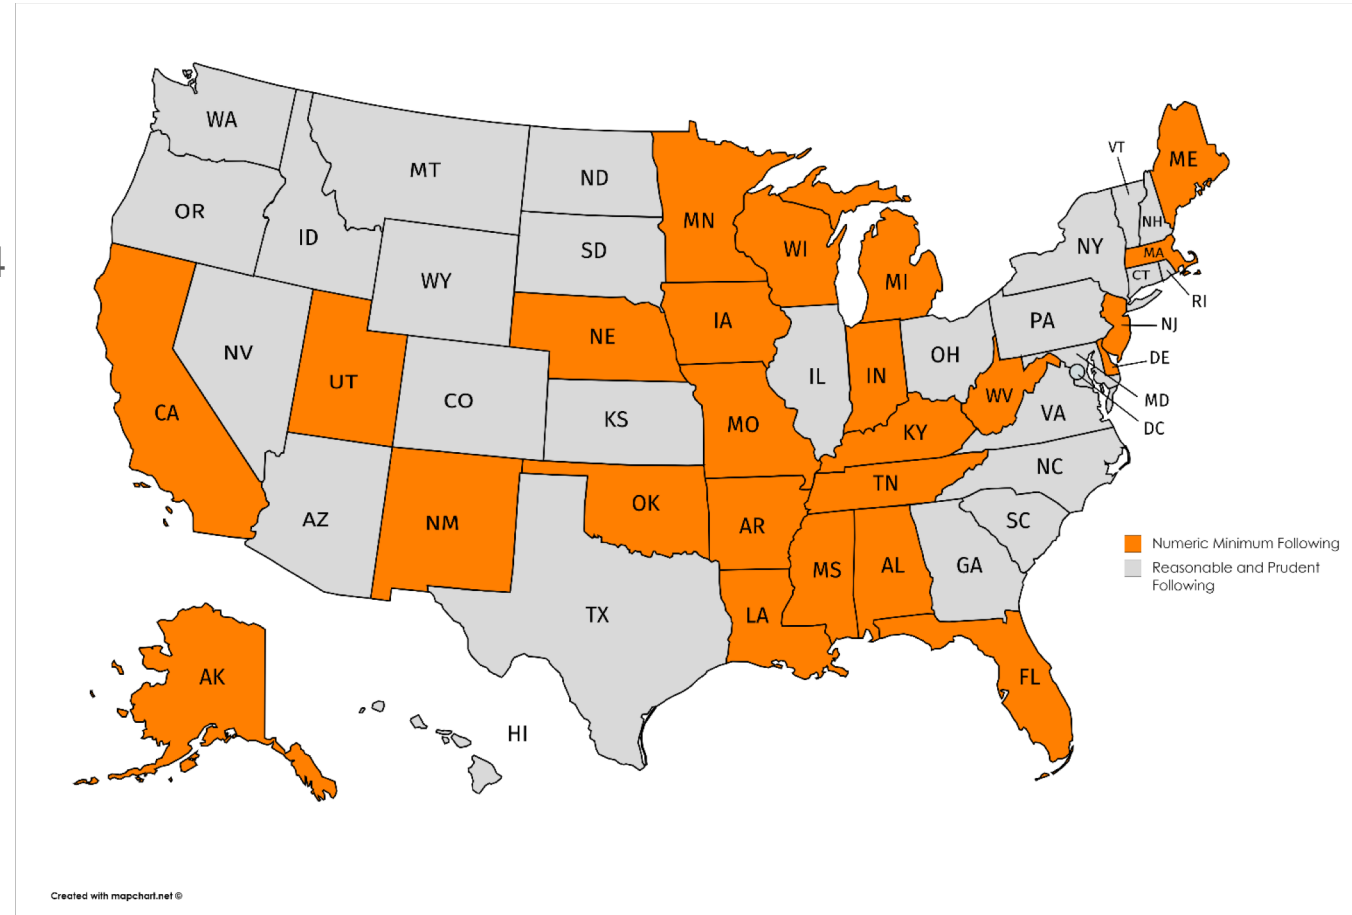 WA
MT
ND
VT
ME
OR
ID
MN
NH
SD
WI
NY
MA
WY
MI
CT
RI
NE
IA
PA
NJ
NV
OH
DE
UT
IL
IN
CO
WV
MD
CA
KS
MO
VA
DC
KY
NC
TN
OK
AZ
NM
AR
SC
Numeric Minimum Following
MS
AL
GA
Reasonable and Prudent
Following
TX
LA
AK
FL
HI
Created with mapchart.net ©